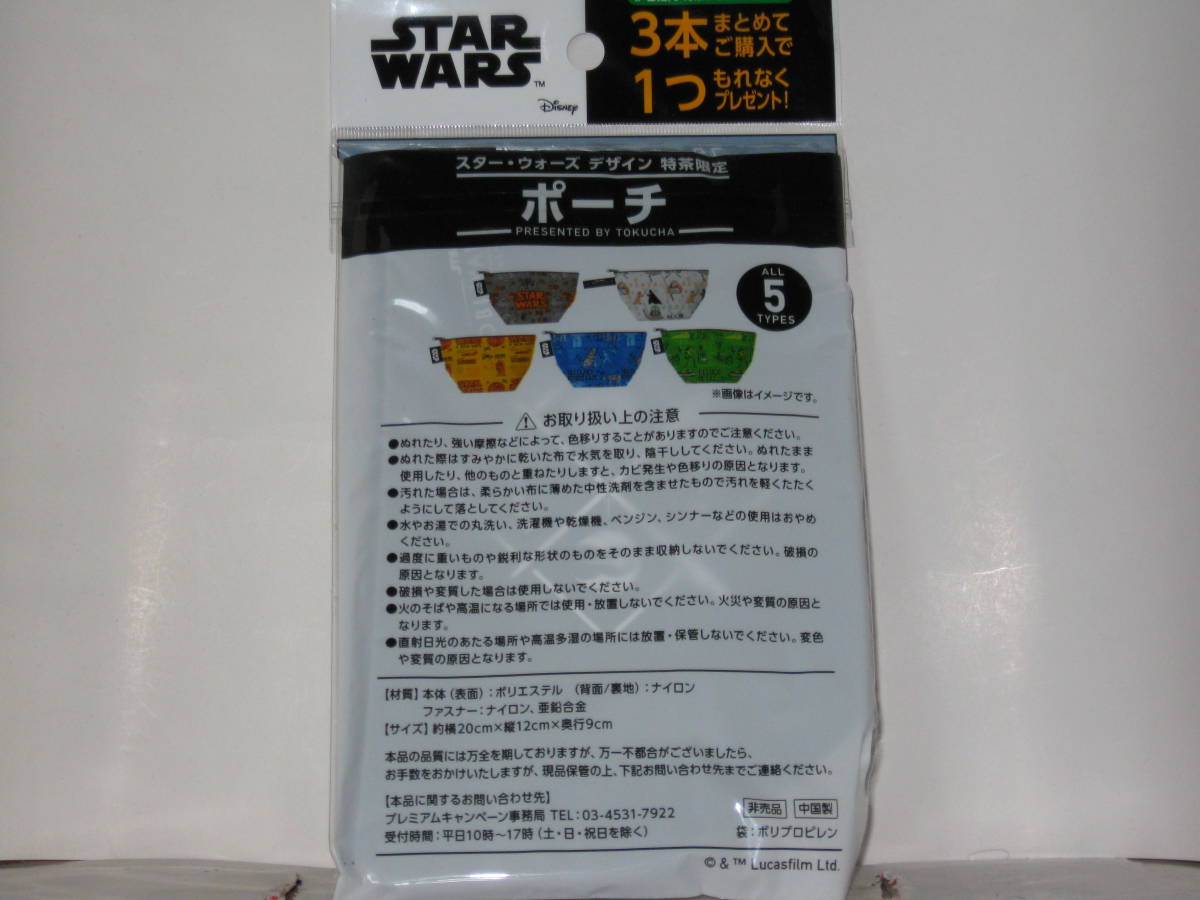 STAR
WARS™
Disney
3本 まとめて
ご購入で
1つ もれなく
プレゼント!
スター・ウォーズ デザイン 特茶限定
ポーチ
PRESENTED BY TOKUCHA
ALL
5
TYPES
STAR
WARS
※画像はイメージです。
お取り扱い上の注意
●ぬれたり、強い摩擦などによって、色移りすることがありますのでご注意ください。
●ぬれた際はすみやかに乾いた布で水気を取り、陰干ししてください。ぬれたまま
使用したり、他のものと重ねたりしますと、カビ発生や色移りの原因となります。
●汚れた場合は、柔らかい布に薄めた中性洗剤を含ませたもので汚れを軽くたたく
ようにして落としてください。
●水やお湯での丸洗い、洗濯機や乾燥機、ベンジン、シンナーなどの使用はおやめ
ください。
●過度に重いものや鋭利な形状のものをそのまま収納しないでください。破損の
原因となります。
●破損や変質した場合は使用しないでください。
●火のそばや高温になる場所では使用・放置しないでください。火災や変質の原因と
なります。
●直射日光のあたる場所や高温多湿の場所には放置・保管しないでください。変色
や変質の原因となります。
【材質】本体（表面）：ポリエステル （背面/裏地）：ナイロン
ファスナー：ナイロン、亜鉛合金
【サイズ】約横20cm×縦12cm×奥行9cm
本品の品質には万全を期しておりますが、万一不都合がございましたら、
お手数をおかけいたしますが、現品保管の上、下記お問い合わせ先までご連絡ください。
【本品に関するお問い合わせ先】
プレミアムキャンペーン事務局 TEL：03-4531-7922
受付時間：平日10時～17時（土・日・祝日を除く）
非売品 中国製
袋：ポリプロピレン
© & ™ Lucasfilm Ltd.